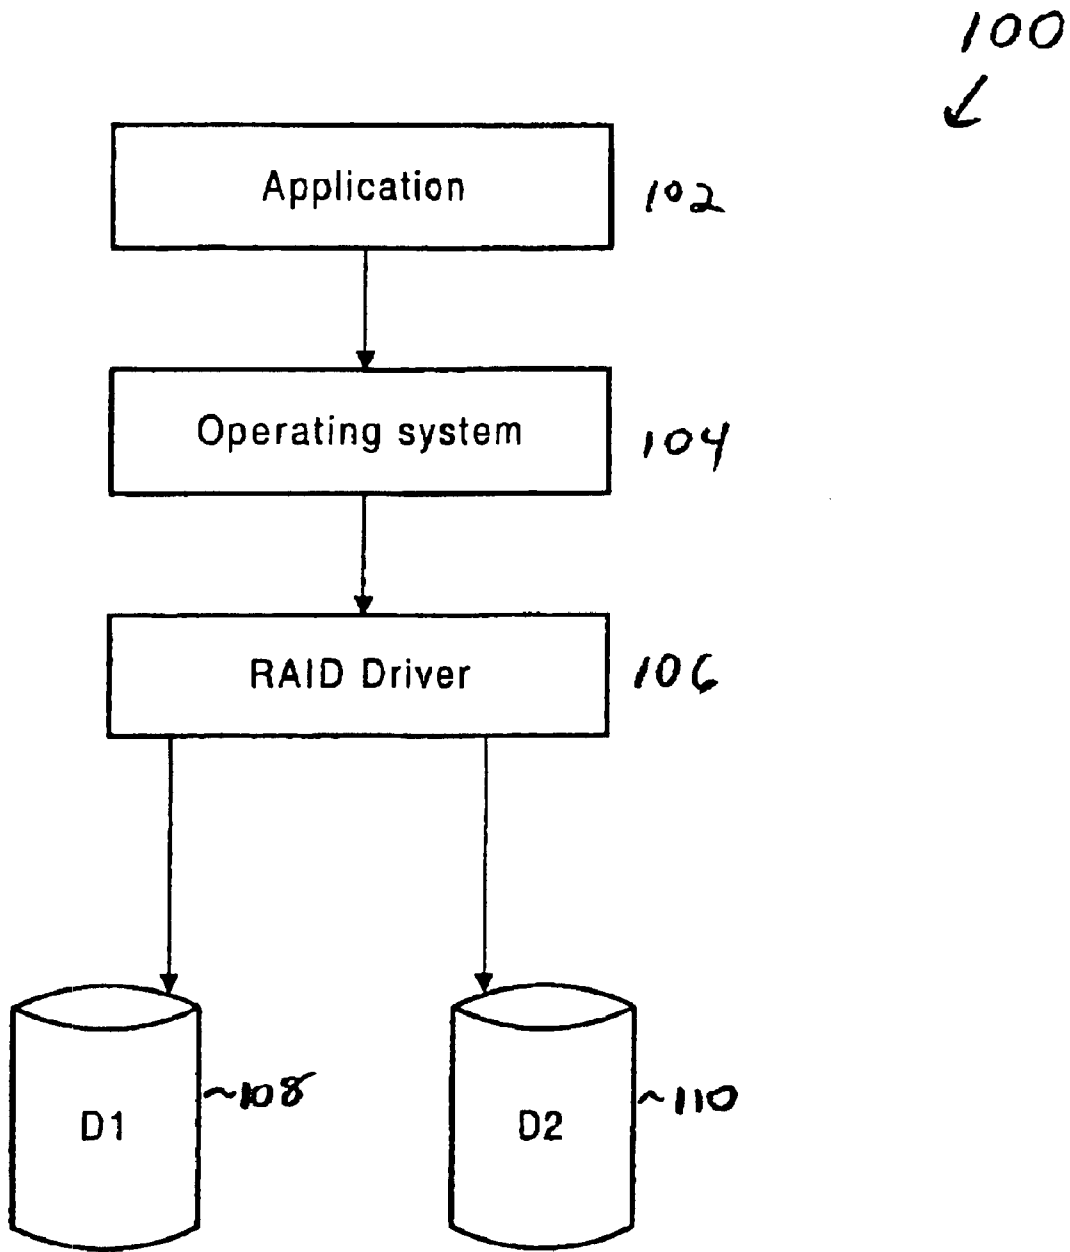 100
Application 102
Operating system 104
RAID Driver 106
D1 ~108
D2 ~110